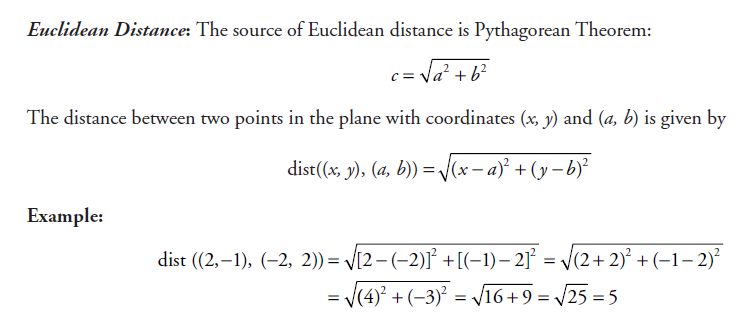 Euclidean Distance: The source of Euclidean distance is Pythagorean Theorem:
c = √(a² + b²)
The distance between two points in the plane with coordinates (x, y) and (a, b) is given by
dist((x, y), (a, b)) = √((x – a)² + (y – b)²)
Example:
dist ((2,–1), (–2, 2)) = √([2 – (–2)]² + [(–1) – 2]²) = √((2 + 2)² + (–1 – 2)²)
= √((4)² + (–3)²) = √(16 + 9) = √25 = 5